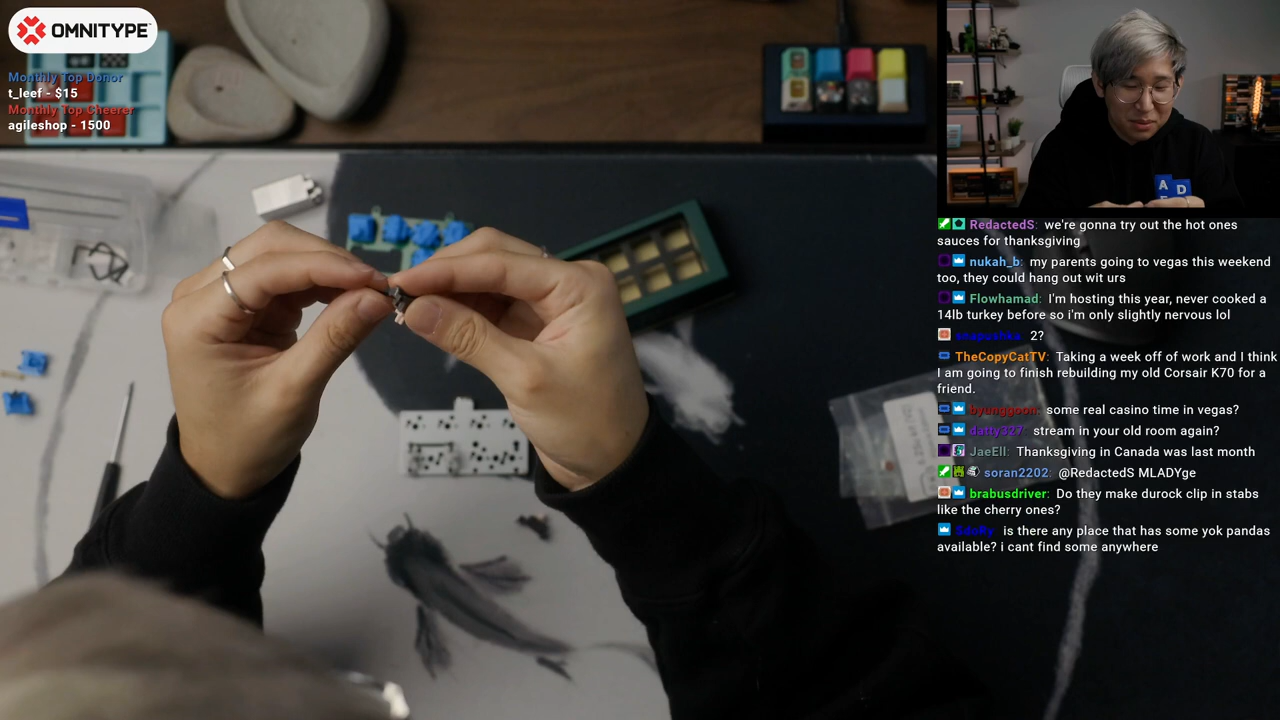 OMNITYPE
Monthly Top Donor
t_leef - $15
Monthly Top Cheerer
agileshop - 1500
A D
RedactedS: we're gonna try out the hot ones
sauces for thanksgiving
nukah_b: my parents going to vegas this weekend
too, they could hang out wit urs
Flowhamad: I'm hosting this year, never cooked a
14lb turkey before so i'm only slightly nervous lol
2?
TheCopyCatTV: Taking a week off of work and I think
I am going to finish rebuilding my old Corsair K70 for a
friend.
byunggoon: some real casino time in vegas?
datty327: stream in your old room again?
JaeEll: Thanksgiving in Canada was last month
soran2202: @RedactedS MLADYge
brabusdriver: Do they make durock clip in stabs
like the cherry ones?
is there any place that has some yok pandas
available? i cant find some anywhere